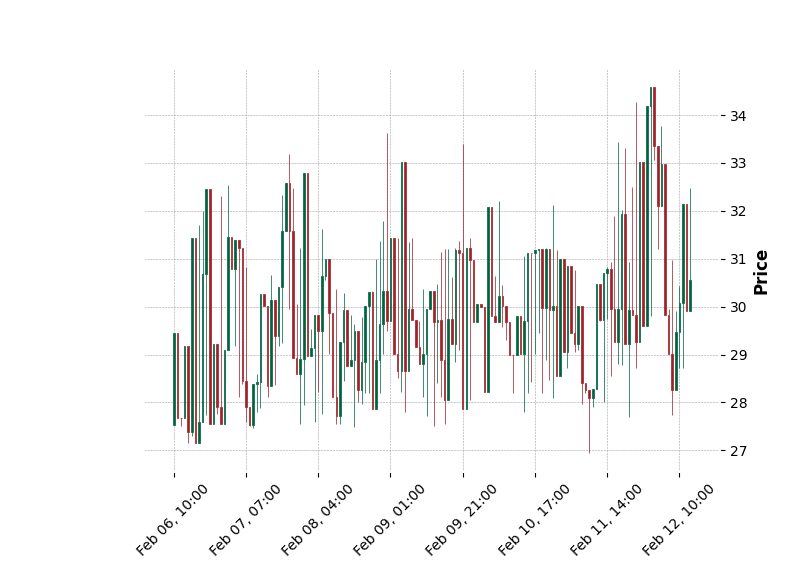 34
33
32
31
30
29
28
27
Price
Feb 06, 10:00
Feb 07, 07:00
Feb 08, 04:00
Feb 09, 01:00
Feb 09, 21:00
Feb 10, 17:00
Feb 11, 14:00
Feb 12, 10:00